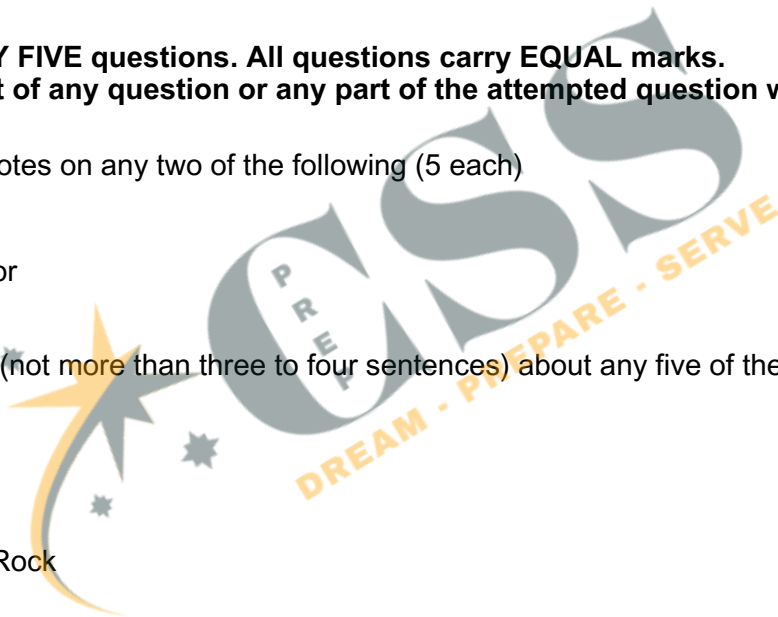 Y FIVE questions. All questions carry EQUAL marks.
t of any question or any part of the attempted question w
otes on any two of the following (5 each)
or
(not more than three to four sentences) about any five of the
Rock
CSS
PREP
DREAM - PREPARE - SERVE